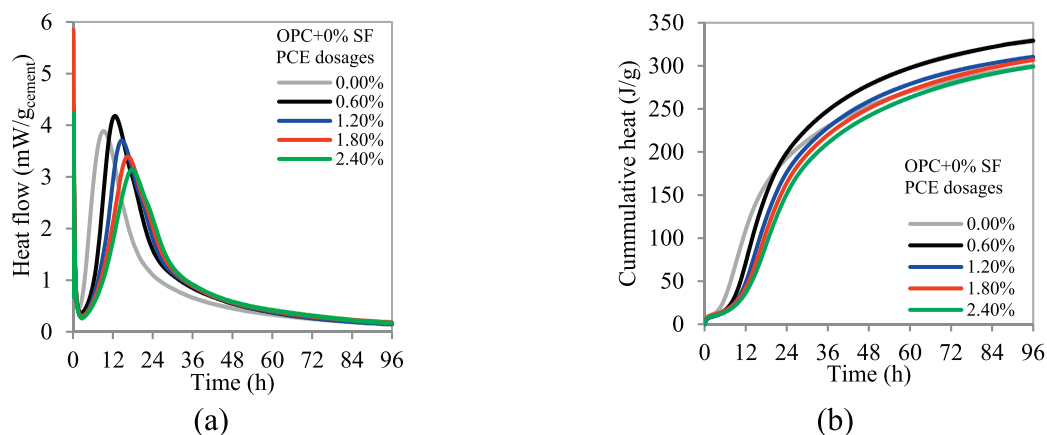 Heat flow (mW/gcement)
6
5
4
3
2
1
0
OPC+0% SF
PCE dosages
0.00%
0.60%
1.20%
1.80%
2.40%
0 12 24 36 48 60 72 84 96
Time (h)
(a)
Cummulative heat (J/g)
350
300
250
200
150
100
50
0
OPC+0% SF
PCE dosages
0.00%
0.60%
1.20%
1.80%
2.40%
0 12 24 36 48 60 72 84 96
Time (h)
(b)